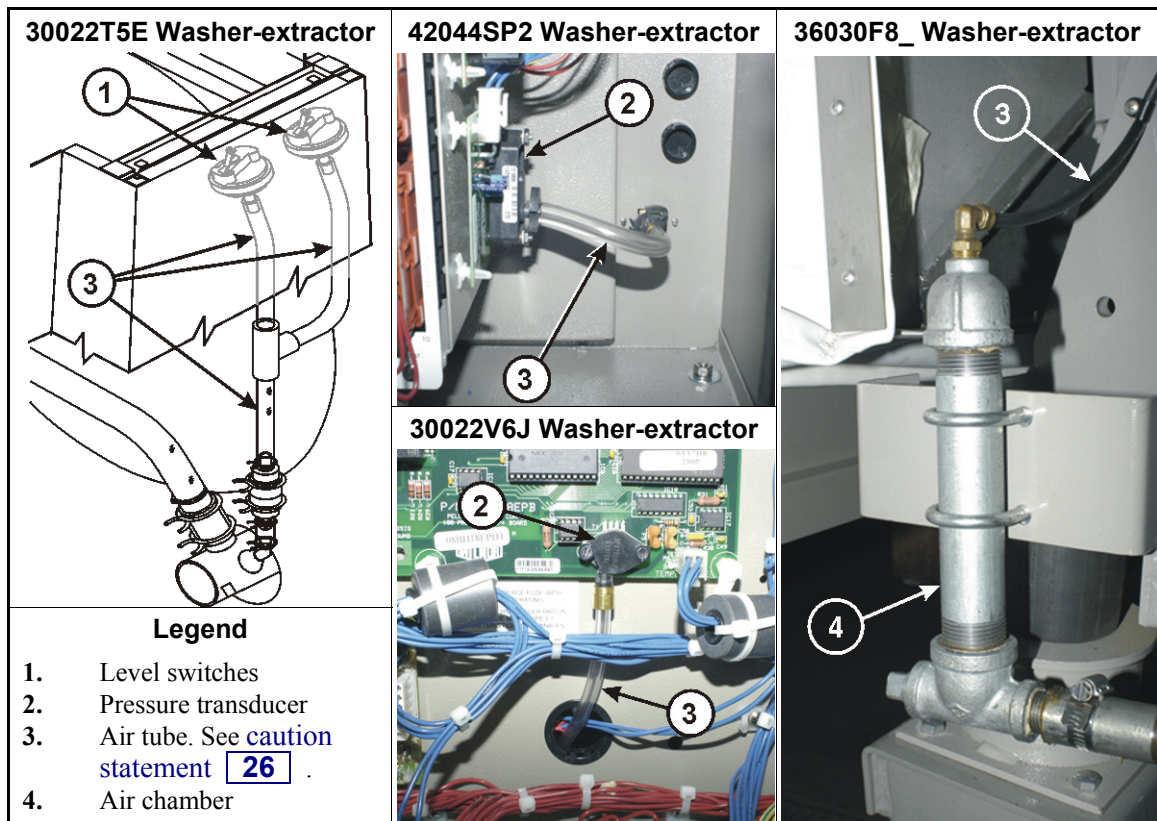 30022T5E Washer-extractor
1
3
Legend
1. Level switches
2. Pressure transducer
3. Air tube. See caution
statement 26 .
4. Air chamber
42044SP2 Washer-extractor
2
3
30022V6J Washer-extractor
2
3
36030F8_ Washer-extractor
3
4